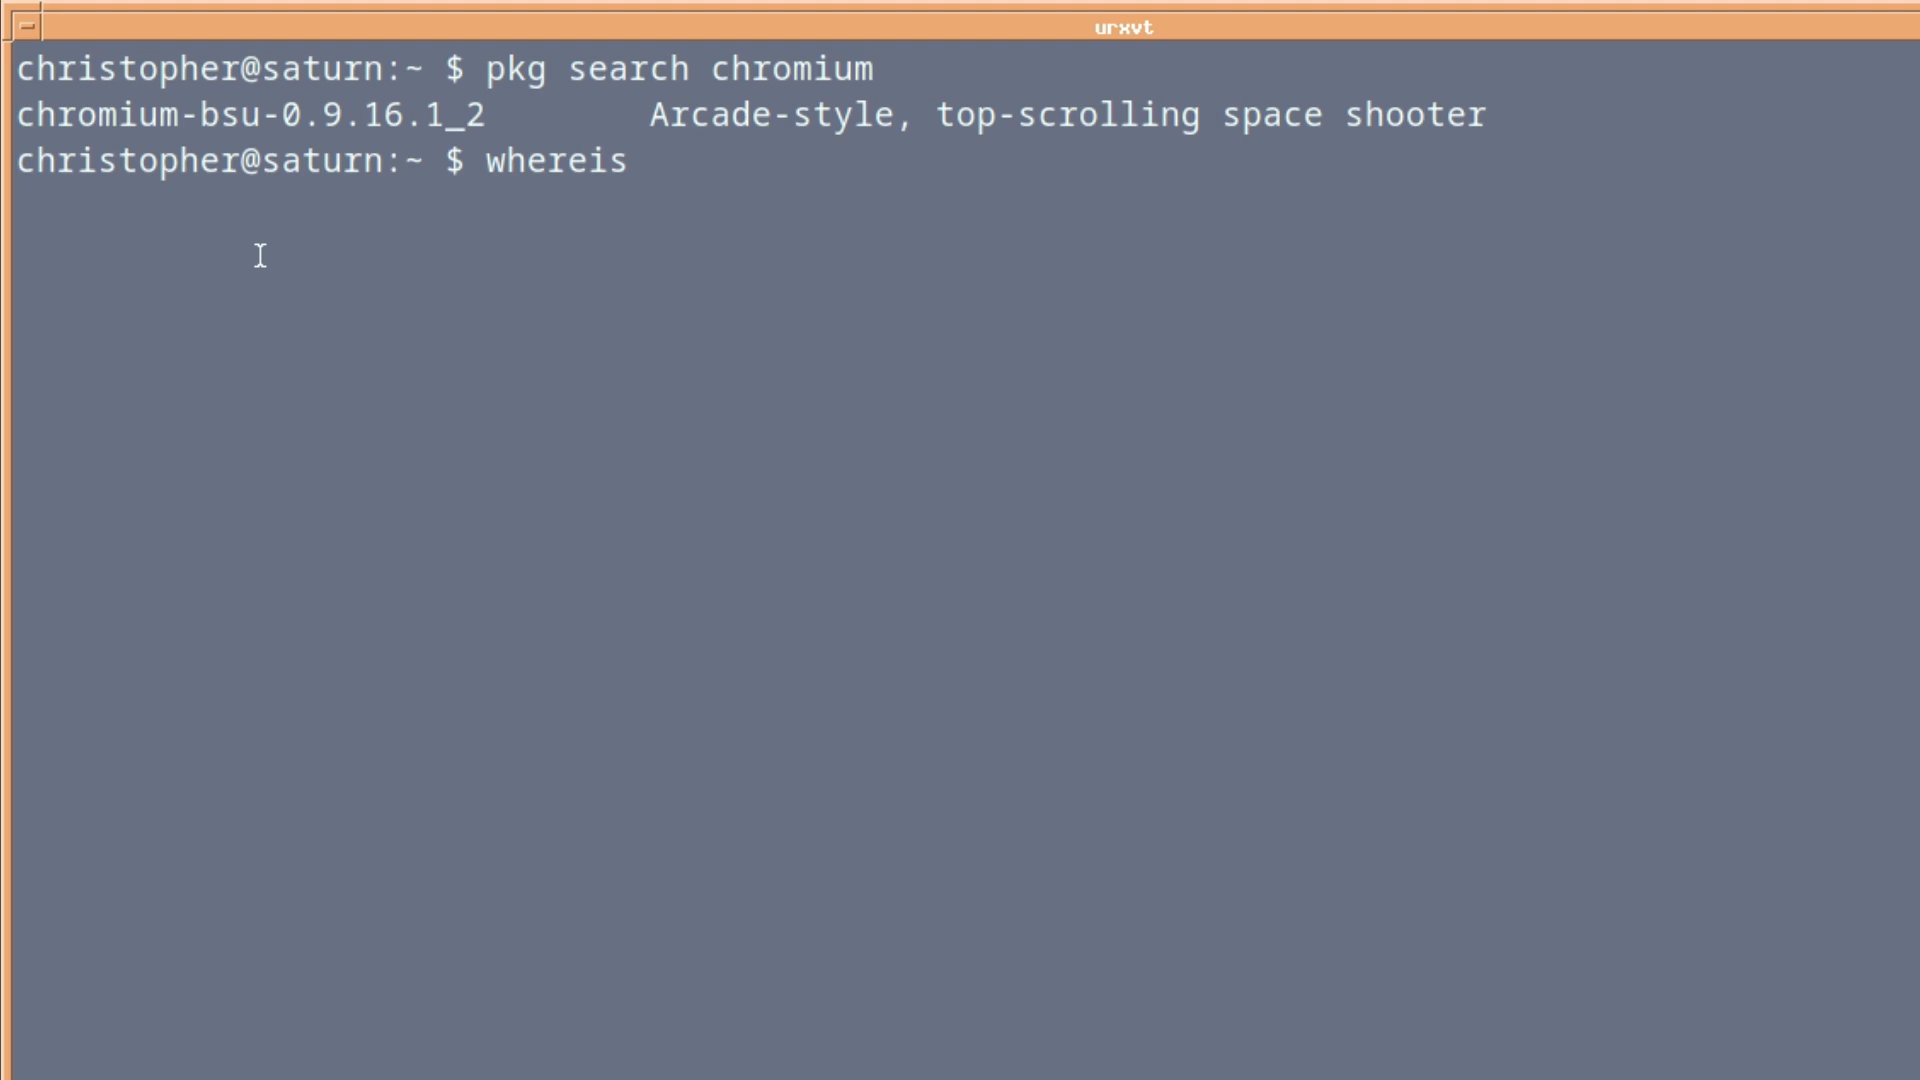 urxvt
christopher@saturn:~ $ pkg search chromium
chromium-bsu-0.9.16.1_2        Arcade-style, top-scrolling space shooter
christopher@saturn:~ $ whereis